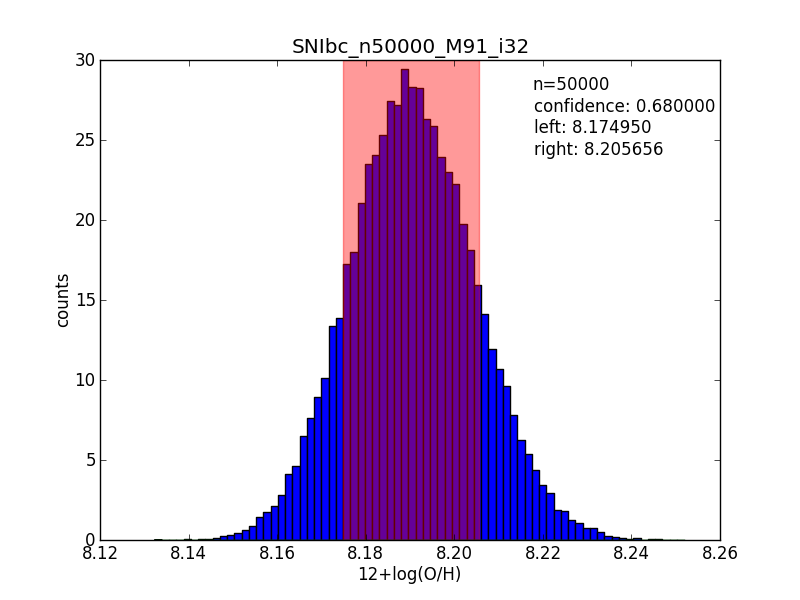 SNIbc_n50000_M91_i32
n=50000
confidence: 0.680000
left: 8.174950
right: 8.205656
30
25
20
15
10
5
0
counts
8.12 8.14 8.16 8.18 8.20 8.22 8.24 8.26
12+log(O/H)